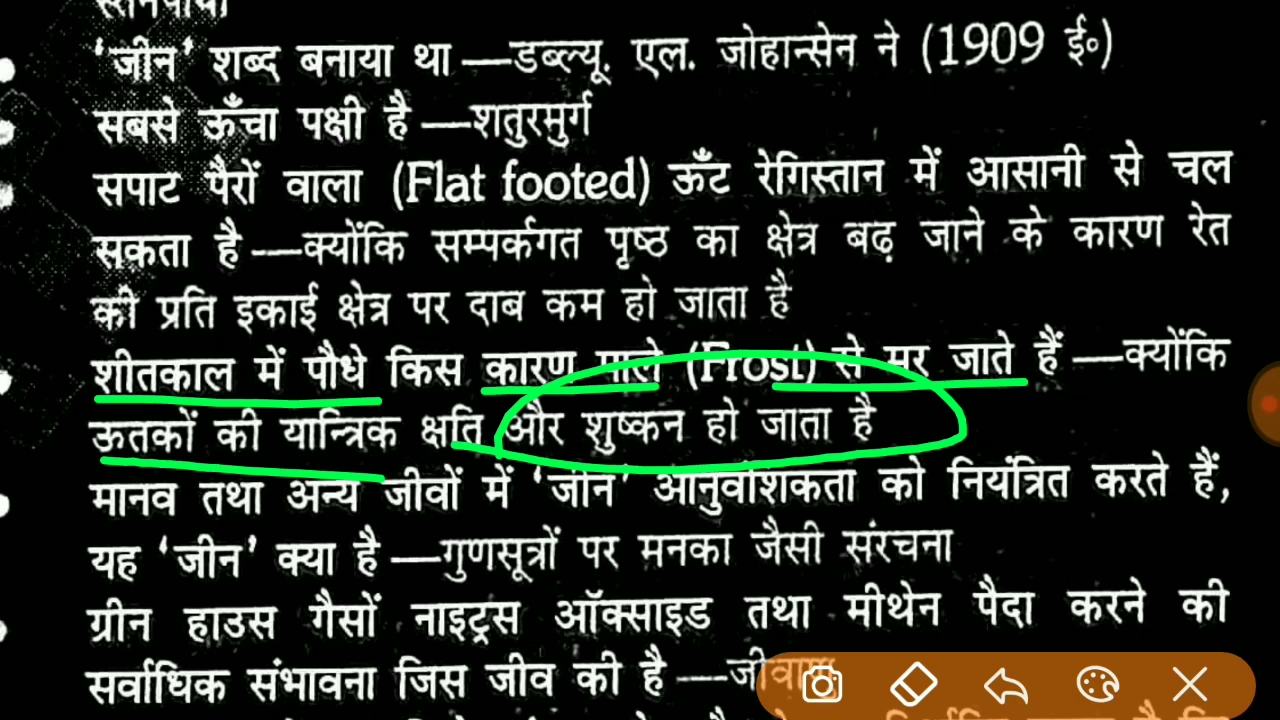 स्तनपायी
'जीन' शब्द बनाया था —डब्ल्यू. एल. जोहान्सेन ने (1909 ई०)
सबसे ऊँचा पक्षी है —शतुरमुर्ग
सपाट पैरों वाला (Flat footed) ऊँट रेगिस्तान में आसानी से चल
सकता है —क्योंकि सम्पर्कगत पृष्ठ का क्षेत्र बढ़ जाने के कारण रेत
की प्रति इकाई क्षेत्र पर दाब कम हो जाता है
शीतकाल में पौधे किस कारण पाले (Frost) से मर जाते हैं —क्योंकि
ऊतकों की यान्त्रिक क्षति और शुष्कन हो जाता है
मानव तथा अन्य जीवों में 'जीन' आनुवंशिकता को नियंत्रित करते हैं,
यह 'जीन' क्या है —गुणसूत्रों पर मनका जैसी संरचना
ग्रीन हाउस गैसों नाइट्रस ऑक्साइड तथा मीथेन पैदा करने की
सर्वाधिक संभावना जिस जीव की है —जीवाणु